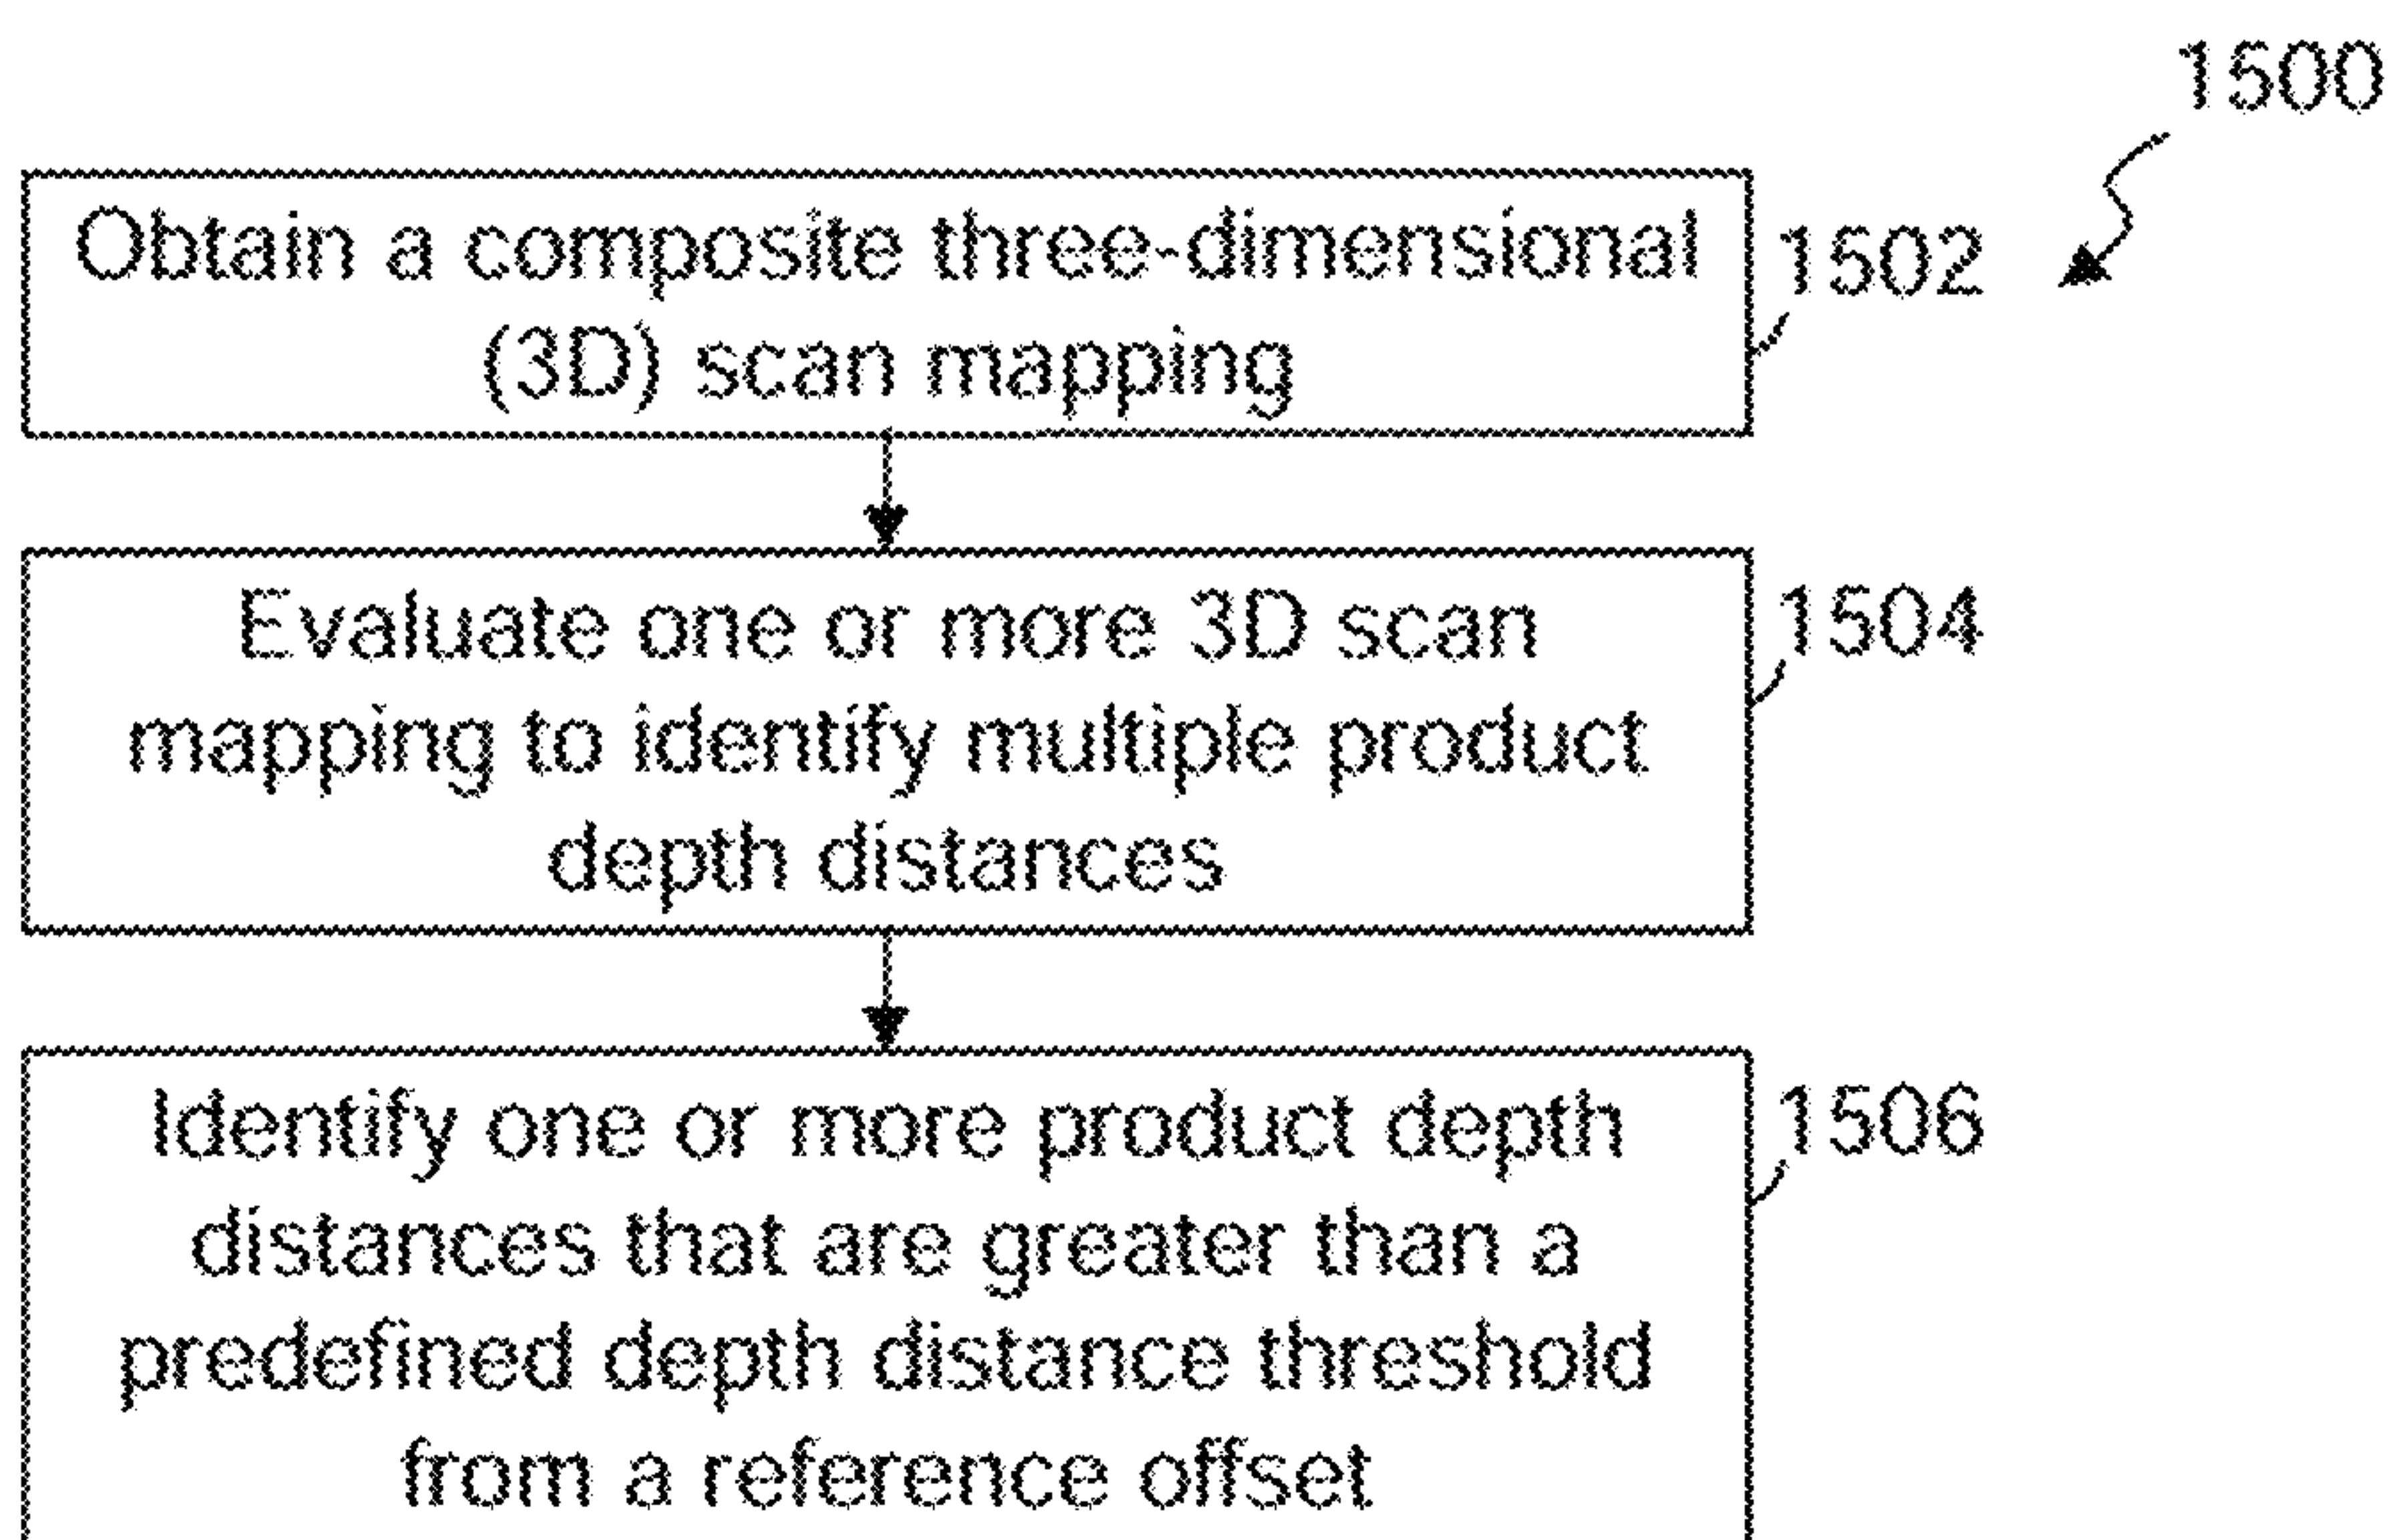 1500
Obtain a composite three-dimensional
(3D) scan mapping
1502
Evaluate one or more 3D scan
mapping to identify multiple product
depth distances
1504
Identify one or more product depth
distances that are greater than a
predefined depth distance threshold
from a reference offset
1506